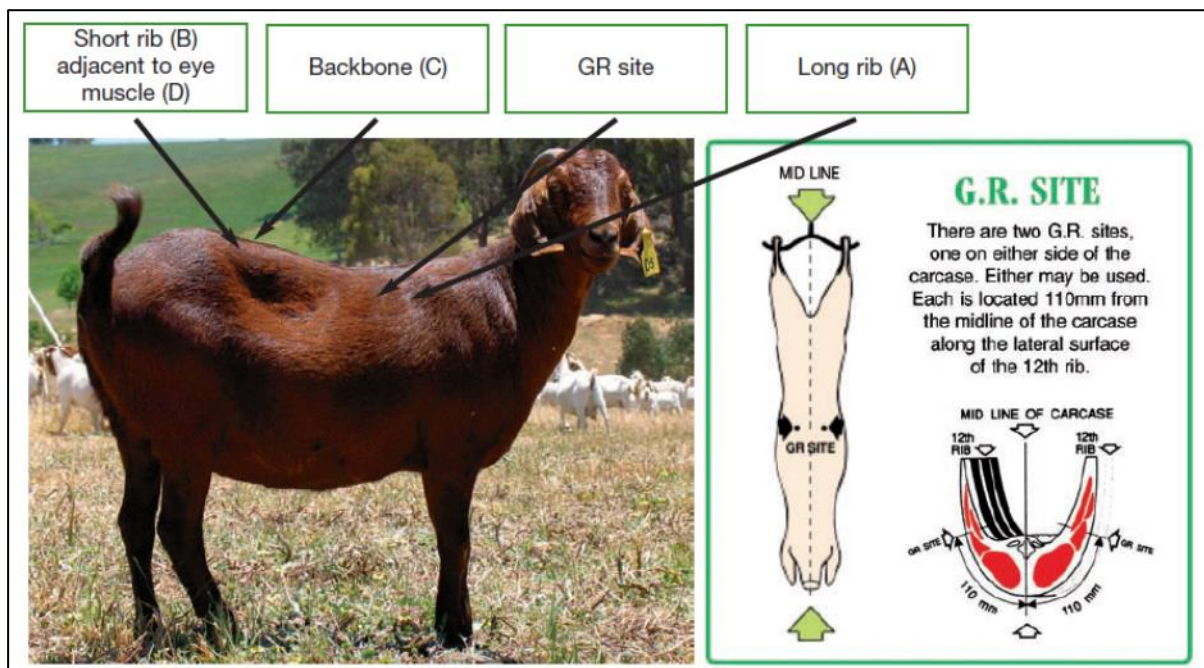 Short rib (B)
adjacent to eye
muscle (D)
Backbone (C)
GR site
Long rib (A)
MID LINE
GR SITE
G.R. SITE
There are two G.R. sites,
one on either side of the
carcase. Either may be used.
Each is located 110mm from
the midline of the carcase
along the lateral surface
of the 12th rib.
MID LINE OF CARCASE
12th
RIB
12th
RIB
GR SITE
GR SITE
110 mm
110 mm